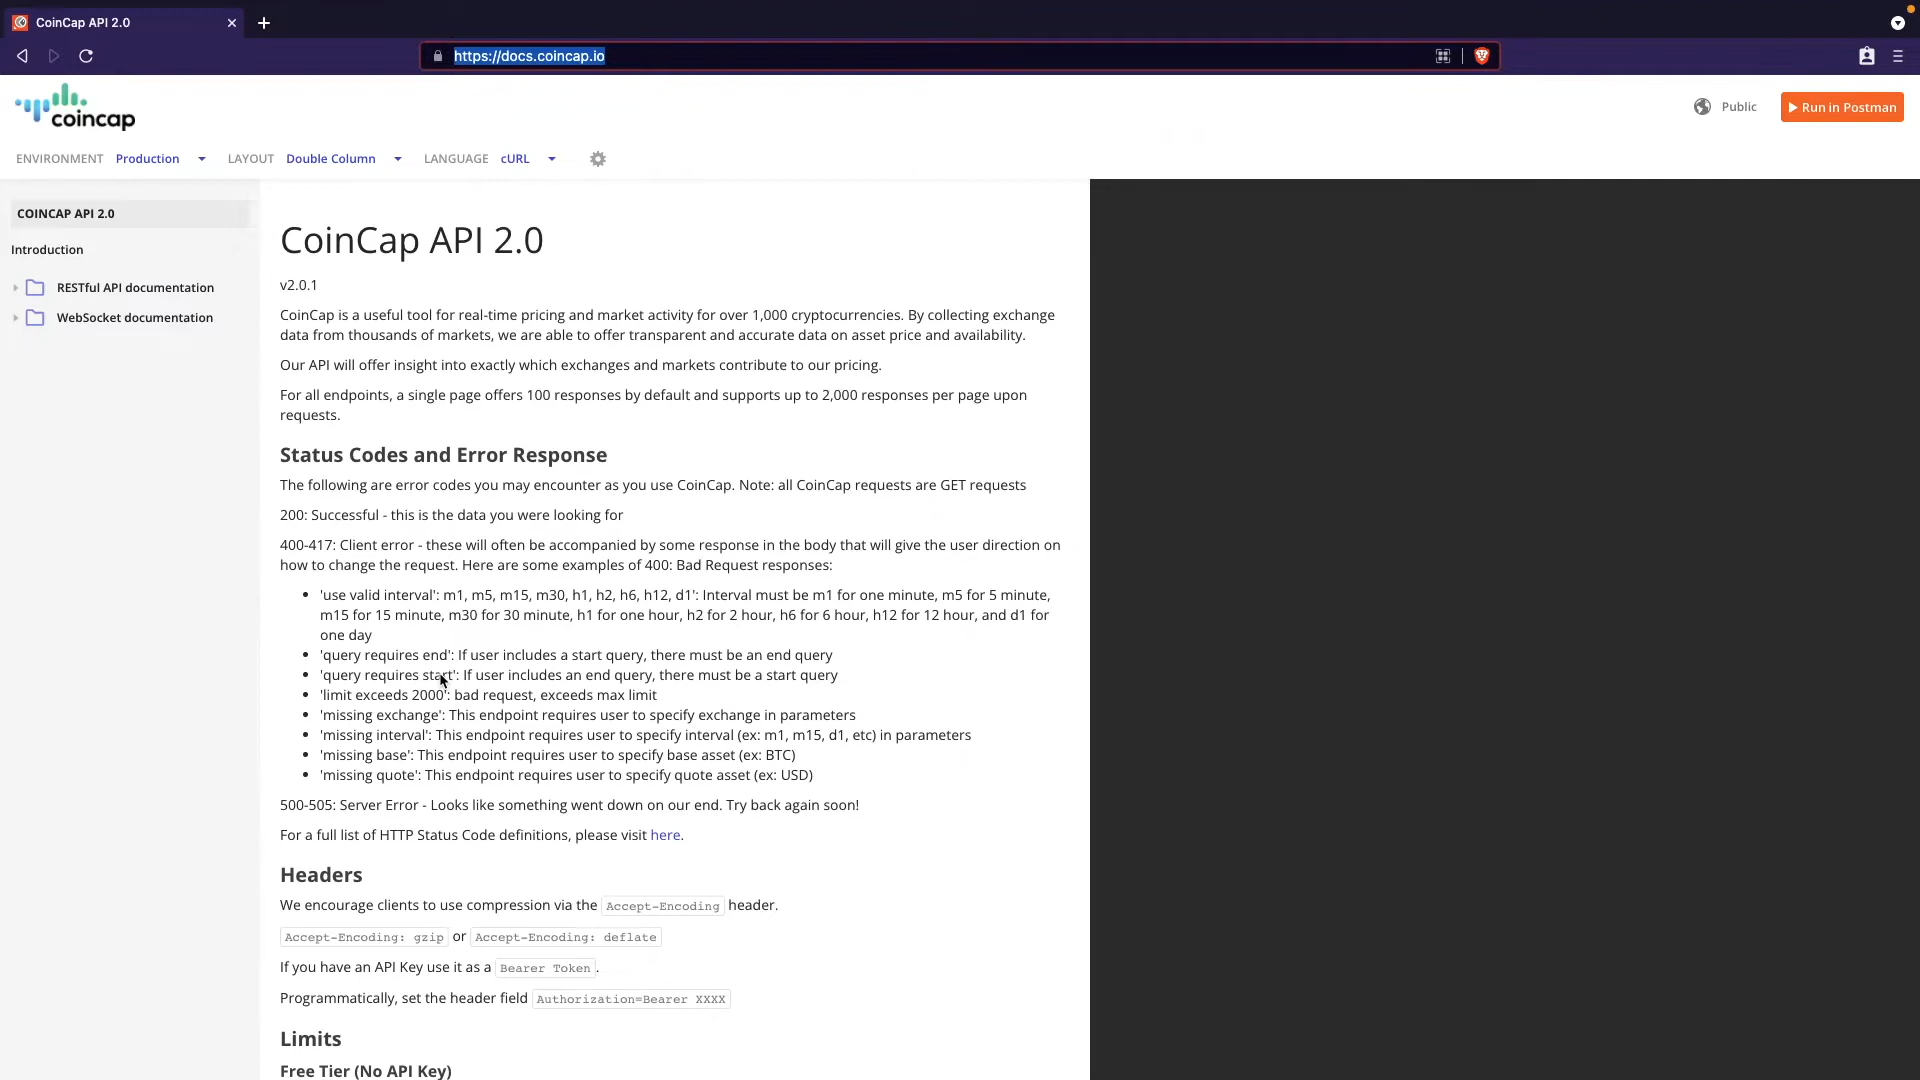 CoinCap API 2.0
https://docs.coincap.io
coincap
Public
Run in Postman
ENVIRONMENT Production LAYOUT Double Column LANGUAGE cURL
COINCAP API 2.0
Introduction
RESTful API documentation
WebSocket documentation
CoinCap API 2.0
v2.0.1
CoinCap is a useful tool for real-time pricing and market activity for over 1,000 cryptocurrencies. By collecting exchange
data from thousands of markets, we are able to offer transparent and accurate data on asset price and availability.
Our API will offer insight into exactly which exchanges and markets contribute to our pricing.
For all endpoints, a single page offers 100 responses by default and supports up to 2,000 responses per page upon
requests.
Status Codes and Error Response
The following are error codes you may encounter as you use CoinCap. Note: all CoinCap requests are GET requests
200: Successful - this is the data you were looking for
400-417: Client error - these will often be accompanied by some response in the body that will give the user direction on
how to change the request. Here are some examples of 400: Bad Request responses:
• 'use valid interval': m1, m5, m15, m30, h1, h2, h6, h12, d1': Interval must be m1 for one minute, m5 for 5 minute,
m15 for 15 minute, m30 for 30 minute, h1 for one hour, h2 for 2 hour, h6 for 6 hour, h12 for 12 hour, and d1 for
one day
• 'query requires end': If user includes a start query, there must be an end query
• 'query requires start': If user includes an end query, there must be a start query
• 'limit exceeds 2000': bad request, exceeds max limit
• 'missing exchange': This endpoint requires user to specify exchange in parameters
• 'missing interval': This endpoint requires user to specify interval (ex: m1, m15, d1, etc) in parameters
• 'missing base': This endpoint requires user to specify base asset (ex: BTC)
• 'missing quote': This endpoint requires user to specify quote asset (ex: USD)
500-505: Server Error - Looks like something went down on our end. Try back again soon!
For a full list of HTTP Status Code definitions, please visit here.
Headers
We encourage clients to use compression via the Accept-Encoding header.
Accept-Encoding: gzip or Accept-Encoding: deflate
If you have an API Key use it as a Bearer Token.
Programmatically, set the header field Authorization=Bearer XXXX
Limits
Free Tier (No API Key)